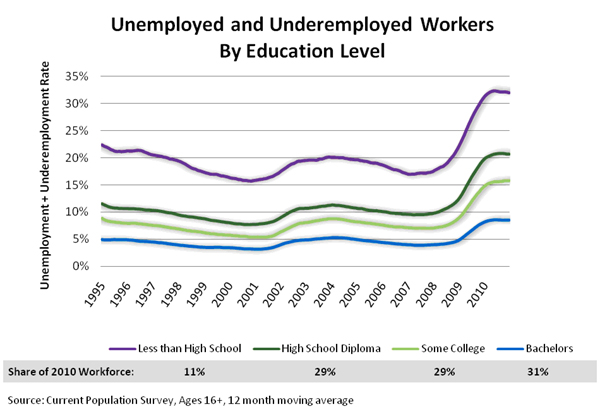 Unemployed and Underemployed Workers
By Education Level
Unemployment + Underemployment Rate
35%
30%
25%
20%
15%
10%
5%
0%
1995
1996
1997
1998
1999
2000
2001
2002
2003
2004
2005
2006
2007
2008
2009
2010
Less than High School
High School Diploma
Some College
Bachelors
Share of 2010 Workforce: 11% 29% 29% 31%
Source: Current Population Survey, Ages 16+, 12 month moving average